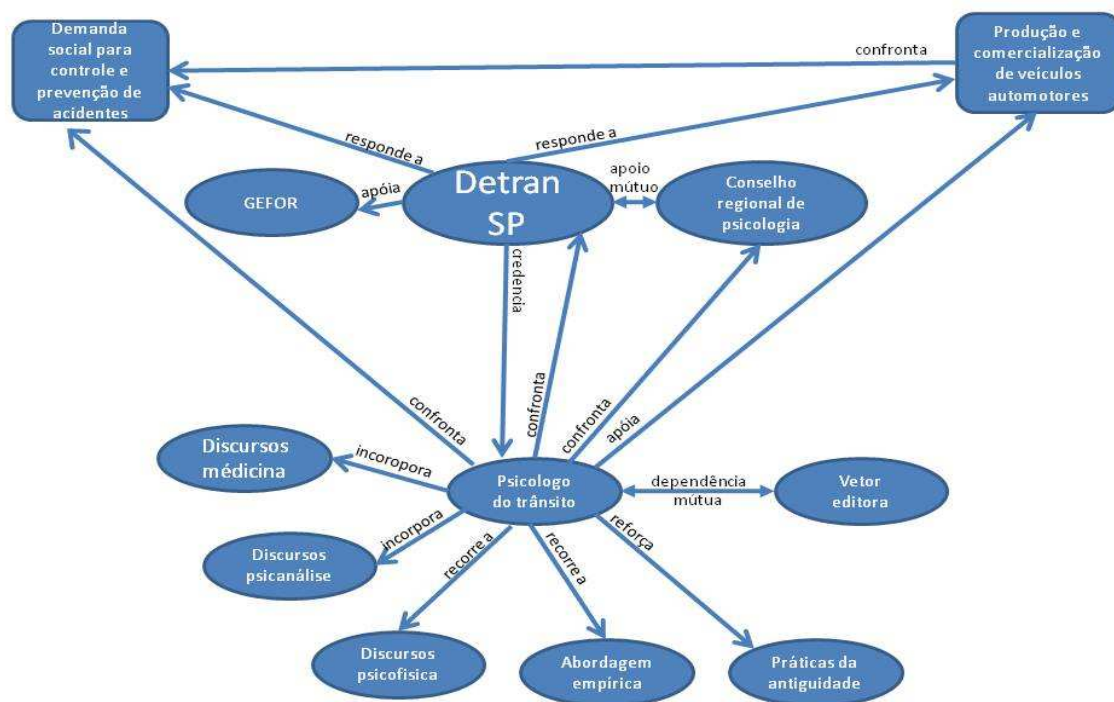 Demanda
social para
controle e
prevenção de
acidentes
confronta
Produção e
comercialização
de veículos
automotores
responde a
responde a
GEFOR
apóia
Detran
SP
apoio
mútuo
Conselho
regional de
psicologia
credencia
confronta
confronta
confronta
apóia
Discursos
médicina
incoropora
Psicologo
do trânsito
dependência
mútua
Vetor
editora
Discursos
psicanálise
incorpora
recorre a
recorre a
reforça
Discursos
psicofisica
Abordagem
empírica
Práticas da
antiguidade